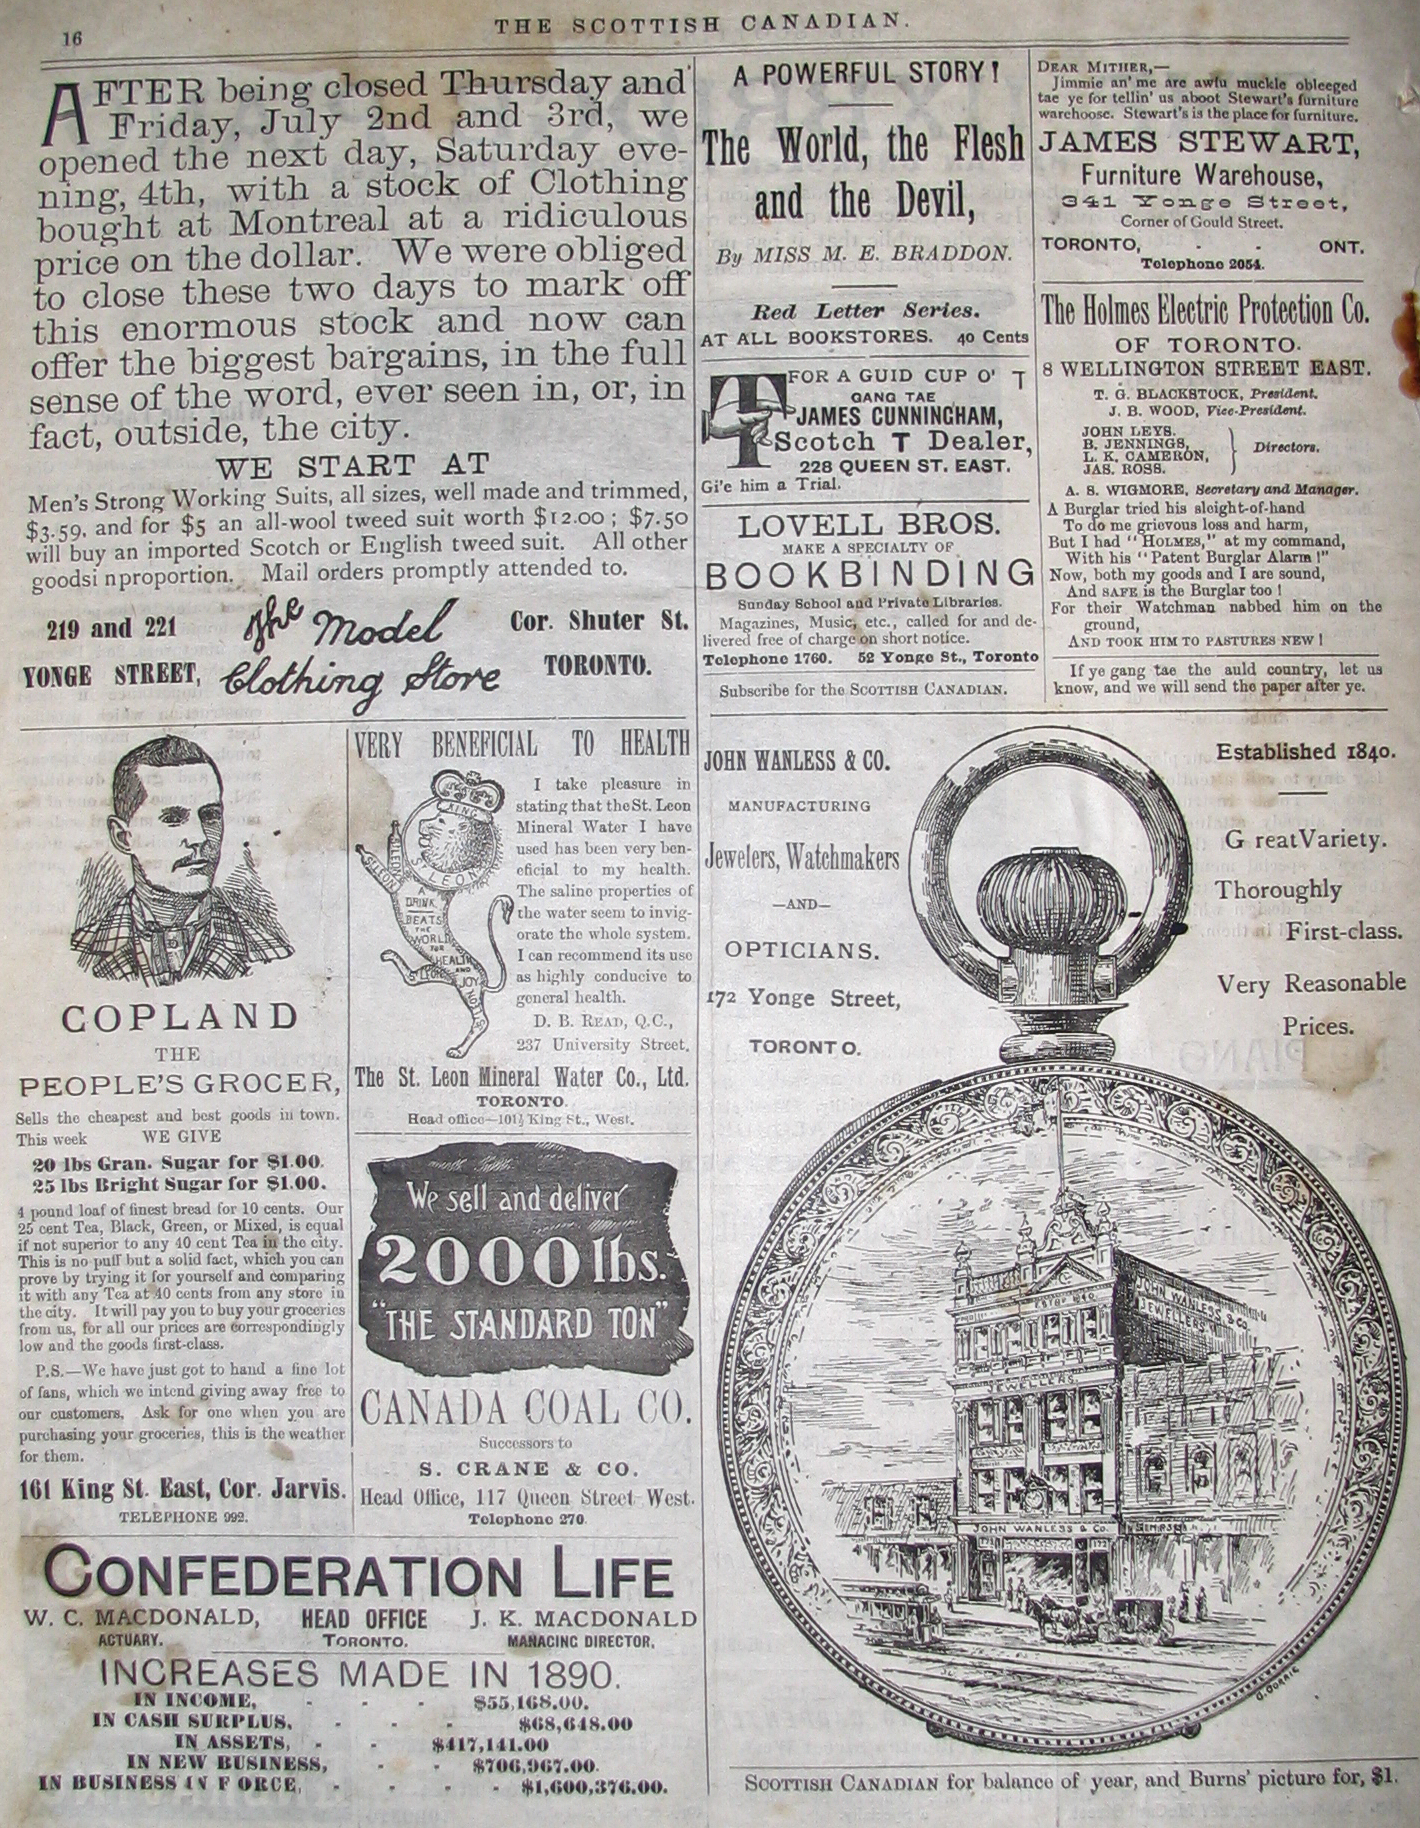 16
THE SCOTTISH CANADIAN.
AFTER being closed Thursday and
Friday, July 2nd and 3rd, we
opened the next day, Saturday eve-
ning, 4th, with a stock of Clothing
bought at Montreal at a ridiculous
price on the dollar. We were obliged
to close these two days to mark off
this enormous stock and now can
offer the biggest bargains, in the full
sense of the word, ever seen in, or, in
fact, outside, the city.
WE START AT
Men's Strong Working Suits, all sizes, well made and trimmed,
$3.59, and for $5 an all-wool tweed suit worth $12.00; $7.50
will buy an imported Scotch or English tweed suit. All other
goodsi nproportion. Mail orders promptly attended to.
219 and 221
YONGE STREET,
The Model
Clothing Store
Cor. Shuter St.
TORONTO.
A POWERFUL STORY!
The World, the Flesh
and the Devil,
By MISS M. E. BRADDON.
Red Letter Series.
AT ALL BOOKSTORES. 40 Cents
T
FOR A GUID CUP O' T
GANG TAE
JAMES CUNNINGHAM,
Scotch T Dealer,
228 QUEEN ST. EAST.
Gi'e him a Trial.
LOVELL BROS.
MAKE A SPECIALTY OF
BOOKBINDING
Sunday School and Private Libraries.
Magazines, Music, etc., called for and de-
livered free of charge on short notice.
Telephone 1760. 52 Yonge St., Toronto
Subscribe for the SCOTTISH CANADIAN.
DEAR MITHER,—
Jimmie an' me are awfu muckle obleeged
tae ye for tellin' us aboot Stewart's furniture
warehoose. Stewart's is the place for furniture.
JAMES STEWART,
Furniture Warehouse,
341 Yonge Street,
Corner of Gould Street.
TORONTO, - - ONT.
Telephone 2054.
The Holmes Electric Protection Co.
OF TORONTO.
8 WELLINGTON STREET EAST.
T. G. BLACKSTOCK, President.
J. B. WOOD, Vice-President.
JOHN LEYS.
B. JENNINGS,
L. K. CAMERON,
JAS. ROSS.
Directors.
A. S. WIGMORE, Secretary and Manager.
A Burglar tried his sleight-of-hand
To do me grievous loss and harm,
But I had "HOLMES," at my command,
With his "Patent Burglar Alarm!"
Now, both my goods and I are sound,
And SAFE is the Burglar too!
For their Watchman nabbed him on the
ground,
AND TOOK HIM TO PASTURES NEW!
If ye gang tae the auld country, let us
know, and we will send the paper after ye.
COPLAND
THE
PEOPLE'S GROCER,
Sells the cheapest and best goods in town.
This week WE GIVE
20 lbs Gran. Sugar for $1.00.
25 lbs Bright Sugar for $1.00.
4 pound loaf of finest bread for 10 cents. Our
25 cent Tea, Black, Green, or Mixed, is equal
if not superior to any 40 cent Tea in the city.
This is no puff but a solid fact, which you can
prove by trying it for yourself and comparing
it with any Tea at 40 cents from any store in
the city. It will pay you to buy your groceries
from us, for all our prices are correspondingly
low and the goods first-class.
P.S.—We have just got to hand a fine lot
of fans, which we intend giving away free to
our customers. Ask for one when you are
purchasing your groceries, this is the weather
for them.
161 King St. East, Cor. Jarvis.
TELEPHONE 992.
VERY BENEFICIAL TO HEALTH
KING
ST LEON
ST LEON
ST LEON
A
DRINK
BEATS
THE
WORLD
FOR
HEALTH
AND
JOY
I take pleasure in
stating that the St. Leon
Mineral Water I have
used has been very ben-
eficial to my health.
The saline properties of
the water seem to invig-
orate the whole system.
I can recommend its use
as highly conducive to
general health.
D. B. READ, Q.C.,
237 University Street.
The St. Leon Mineral Water Co., Ltd.
TORONTO.
Head office—101½ King St., West.
We sell and deliver
2000 lbs.
"THE STANDARD TON"
CANADA COAL CO.
Successors to
S. CRANE & CO.
Head Office, 117 Queen Street West.
Telephone 270
CONFEDERATION LIFE
W. C. MACDONALD,
ACTUARY.
HEAD OFFICE
TORONTO.
J. K. MACDONALD
MANAGING DIRECTOR,
INCREASES MADE IN 1890.
IN INCOME, - - - $55,168.00.
IN CASH SURPLUS, - - - $68,648.00
IN ASSETS, - - $417,141.00
IN NEW BUSINESS, - - $706,967.00.
IN BUSINESS IN FORCE, - - - - $1,600,376.00.
JOHN WANLESS & CO.
MANUFACTURING
Jewelers, Watchmakers
—AND—
OPTICIANS.
172 Yonge Street,
TORONTO.
Established 1840.
G reatVariety.
Thoroughly
First-class.
Very Reasonable
Prices.
ESTBD 1840
JOHN WANLESS & CO.
JEWELLERS
JEWELLERS
JOHN WANLESS & CO.
SIMPSON
J. GORRIE
SCOTTISH CANADIAN for balance of year, and Burns' picture for, $1.